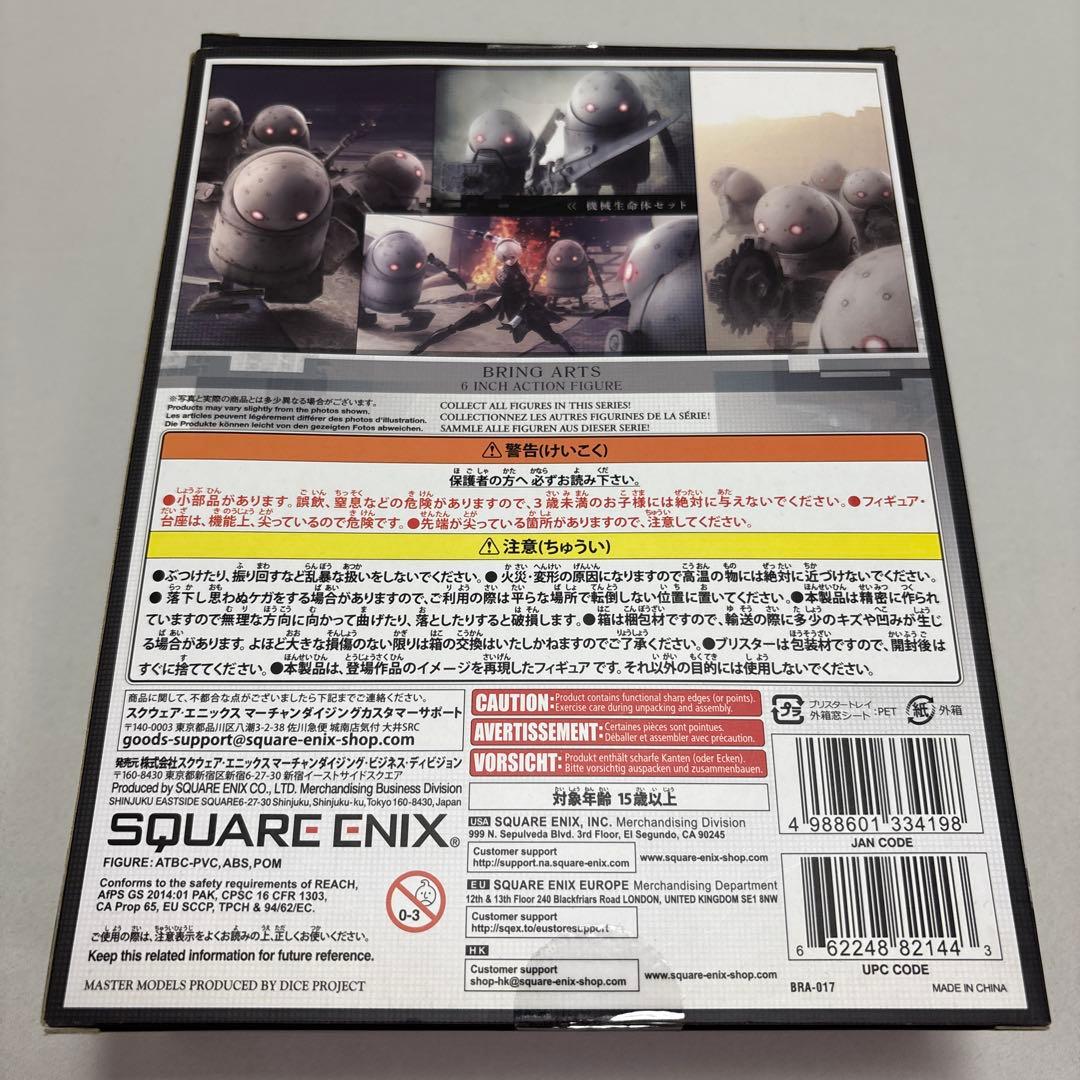 << 機械生命体セット
BRING ARTS
6 INCH ACTION FIGURE
※写真と実際の商品とは多少異なる場合がございます。
Products may vary slightly from the photos shown.
Les articles peuvent légèrement différer des photos d'illustration.
Die Produkte können leicht von den gezeigten Fotos abweichen.
COLLECT ALL FIGURES IN THIS SERIES!
COLLECTIONNEZ LES AUTRES FIGURINES DE LA SÉRIE!
SAMMLE ALLE FIGUREN AUS DIESER SERIE!
⚠警告(けいこく)
保護者の方へ 必ずお読み下さい。
●小部品があります。誤飲、窒息などの危険がありますので、3歳未満のお子様には絶対に与えないでください。●フィギュア・
台座は、機能上、尖っているので危険です。●先端が尖っている箇所がありますので、注意してください。
⚠注意(ちゅうい)
●ぶつけたり、振り回すなど乱暴な扱いをしないでください。●火災・変形の原因になりますので高温の物には絶対に近づけないでください。
●落下し思わぬケガをする場合がありますので、ご利用の際は平らな場所で転倒しない位置に置いてください。●本製品は精密に作られ
ていますので無理な方向に向かって曲げたり、落としたりすると破損します。●箱は梱包材ですので、輸送の際に多少のキズや凹みが生じ
る場合があります。よほど大きな損傷のない限りは箱の交換はいたしかねますのでご了承ください。●ブリスターは包装材ですので、開封後は
すぐに捨ててください。●本製品は、登場作品のイメージを再現したフィギュアです。それ以外の目的には使用しないでください。
商品に関して、不都合な点がございましたら下記までご連絡ください。
スクウェア・エニックス マーチャンダイジングカスタマーサポート
〒140-0003 東京都品川区八潮3-2-38 佐川急便 城南店気付 大井SRC
goods-support@square-enix-shop.com
発売元 株式会社スクウェア・エニックス マーチャンダイジング・ビジネス・ディビジョン
〒160-8430 東京都新宿区新宿6-27-30 新宿イーストサイドスクエア
Produced by SQUARE ENIX CO., LTD. Merchandising Business Division
SHINJUKU EASTSIDE SQUARE6-27-30 Shinjuku, Shinjuku-ku, Tokyo 160-8430, Japan
SQUARE ENIX®
FIGURE: ATBC-PVC, ABS, POM
Conforms to the safety requirements of REACH,
AfPS GS 2014:01 PAK, CPSC 16 CFR 1303,
CA Prop 65, EU SCCP, TPCH & 94/62/EC.
0-3
ご使用の際は、注意表示をよくお読みの上、正しくお使いください。
Keep this related information for future reference.
MASTER MODELS PRODUCED BY DICE PROJECT
CAUTION: Product contains functional sharp edges (or points).
Exercise care during unpacking and assembly.
AVERTISSEMENT: Certaines pièces sont pointues.
Déballer et assembler avec précaution.
VORSICHT: Produkt enthält scharfe Kanten (oder Ecken).
Bitte vorsichtig auspacken und zusammenbauen.
対象年齢 15歳以上
USA SQUARE ENIX, INC. Merchandising Division
999 N. Sepulveda Blvd. 3rd Floor, El Segundo, CA 90245
Customer support
http://support.na.square-enix.com
www.square-enix-shop.com
EU SQUARE ENIX EUROPE Merchandising Department
12th & 13th Floor 240 Blackfriars Road LONDON, UNITED KINGDOM SE1 8NW
Customer support
http://sqex.to/eustoresupport
HK
Customer support
shop-hk@square-enix.com
www.square-enix-shop.com
プラ
ブリスタートレイ
外箱窓シート:PET
紙 外箱
4 988601 334198
JAN CODE
6 62248 82144 3
UPC CODE
BRA-017
MADE IN CHINA